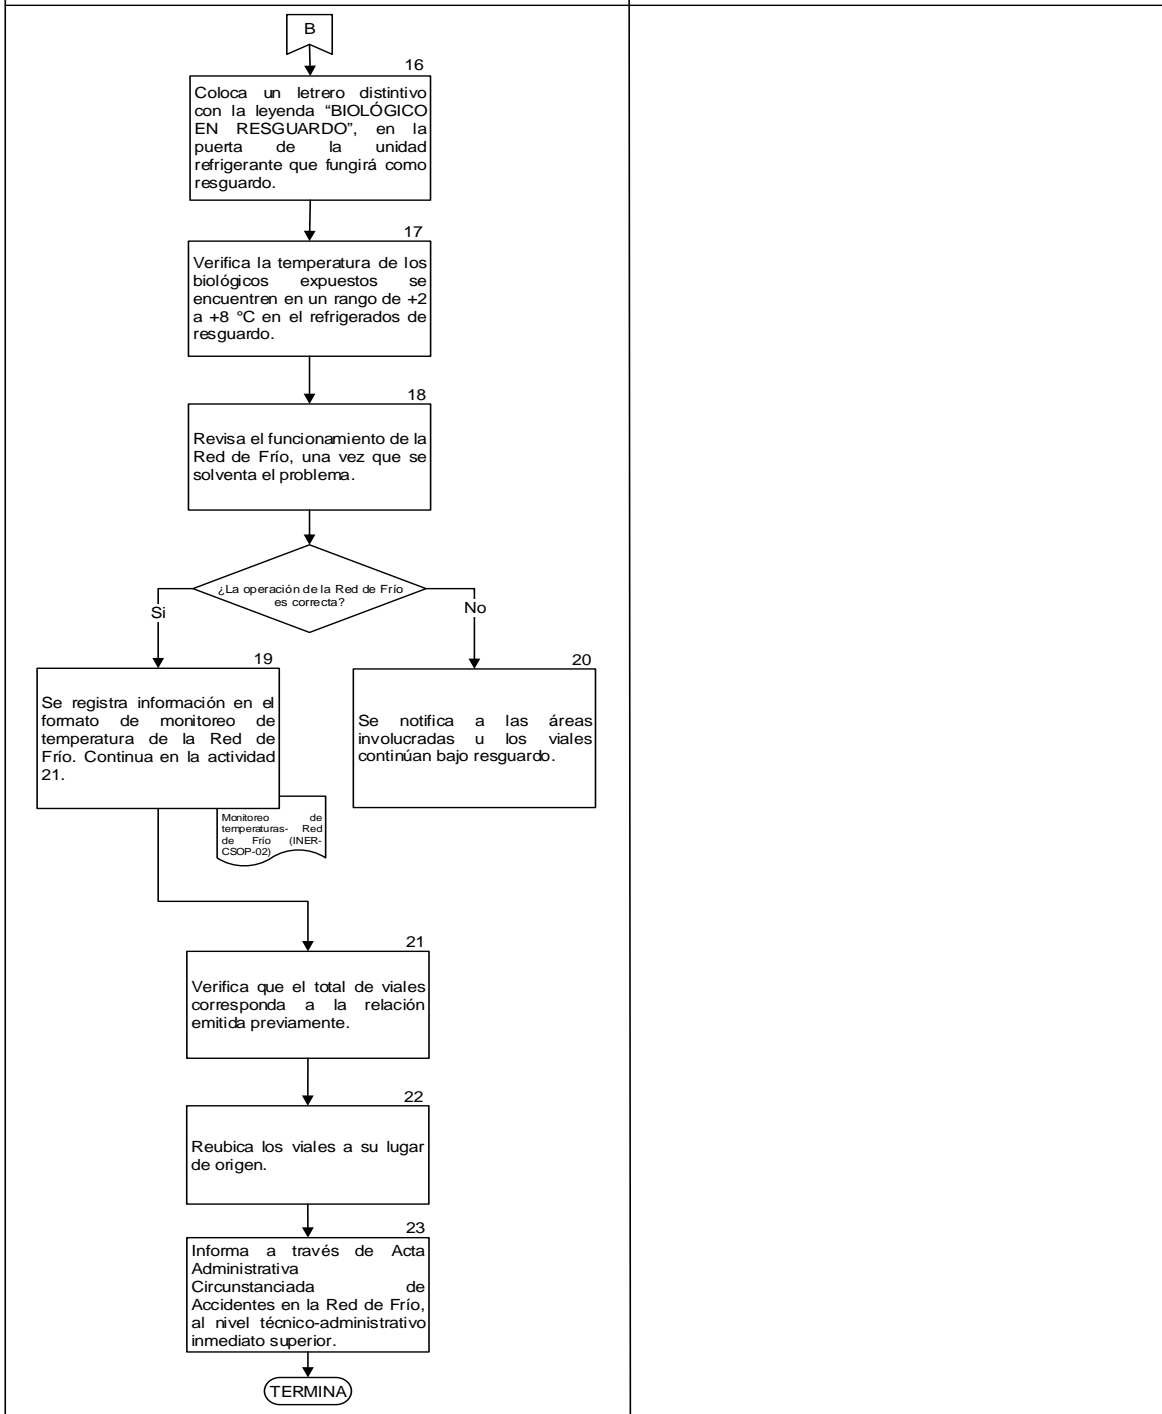 B
16
Coloca un letrero distintivo
con la leyenda “BIOLÓGICO
EN RESGUARDO”, en la
puerta de la unidad
refrigerante que fungirá como
resguardo.
17
Verifica la temperatura de los
biológicos expuestos se
encuentren en un rango de +2
a +8 °C en el refrigerados de
resguardo.
18
Revisa el funcionamiento de la
Red de Frío, una vez que se
solventa el problema.
¿La operación de la Red de Frío
es correcta?
Si
No
19
Se registra información en el
formato de monitoreo de
temperatura de la Red de
Frío. Continua en la actividad
21.
20
Se notifica a las áreas
involucradas u los viales
continúan bajo resguardo.
Monitoreo de
temperaturas- Red
de Frío (INER-
CSOP-02)
21
Verifica que el total de viales
corresponda a la relación
emitida previamente.
22
Reubica los viales a su lugar
de origen.
23
Informa a través de Acta
Administrativa
Circunstanciada de
Accidentes en la Red de Frío,
al nivel técnico-administrativo
inmediato superior.
TERMINA